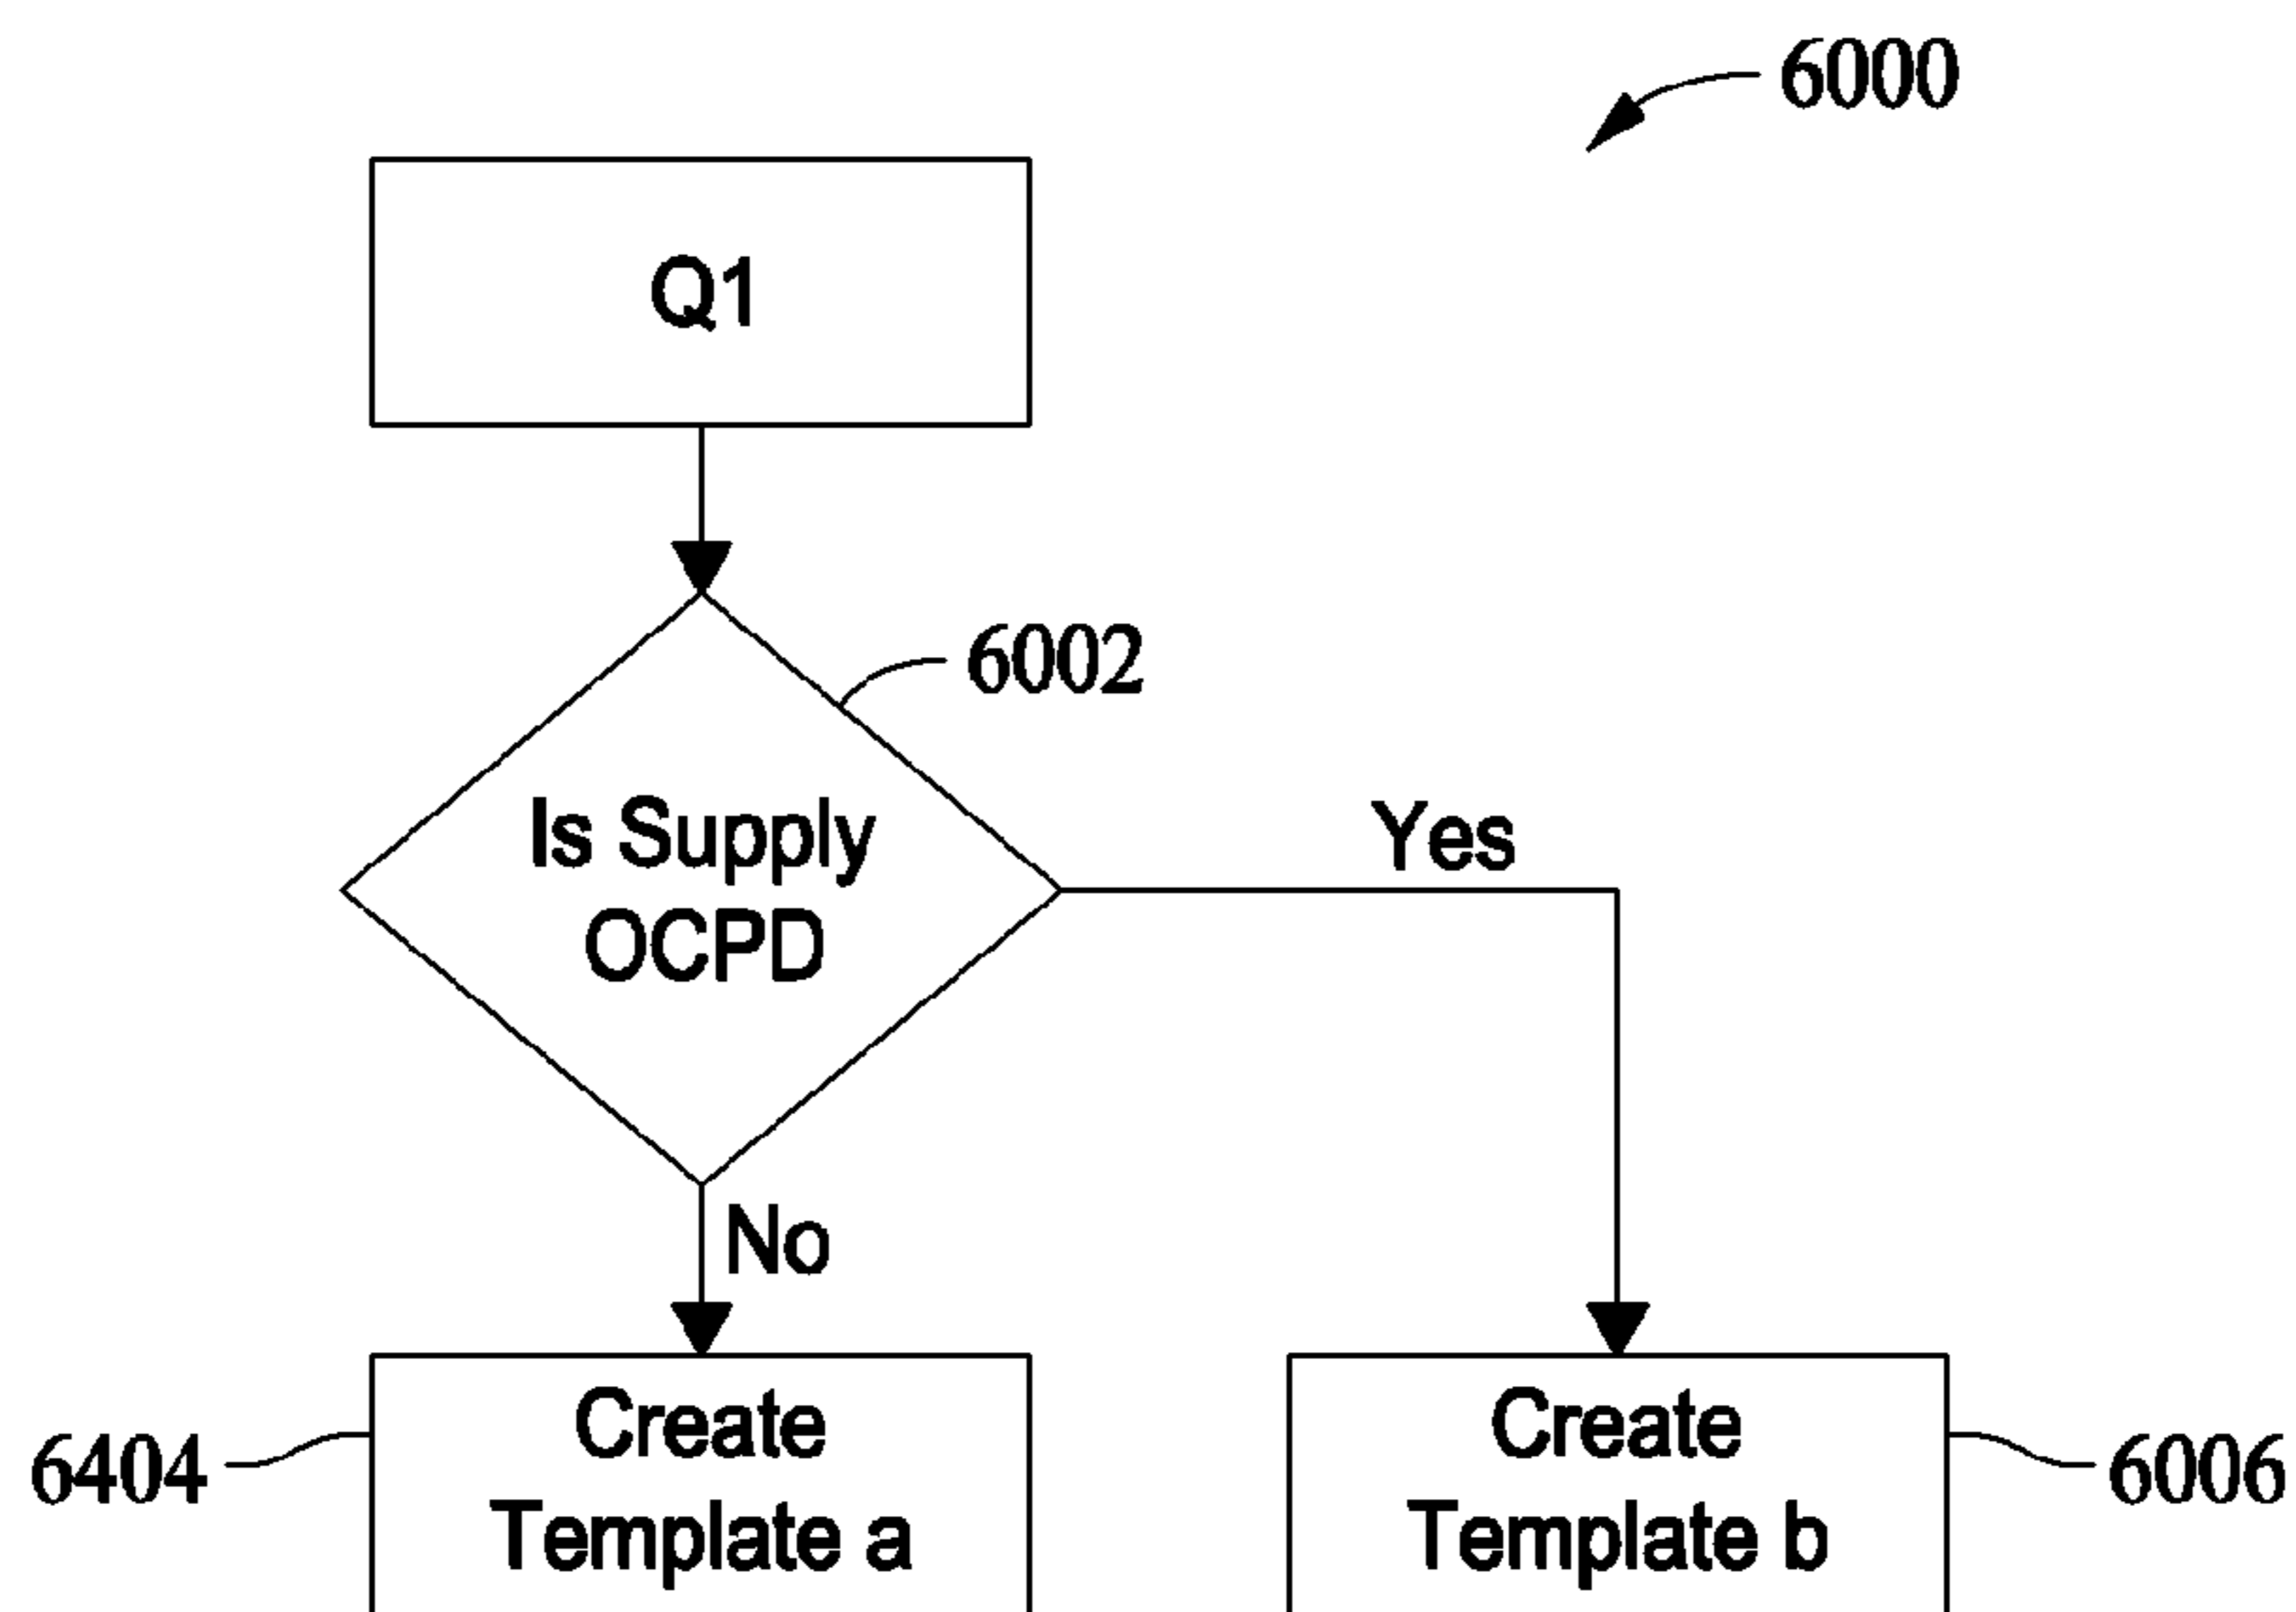 6000
Q1
6002
Is Supply
OCPD
Yes
No
6404
Create
Template a
Create
Template b
6006